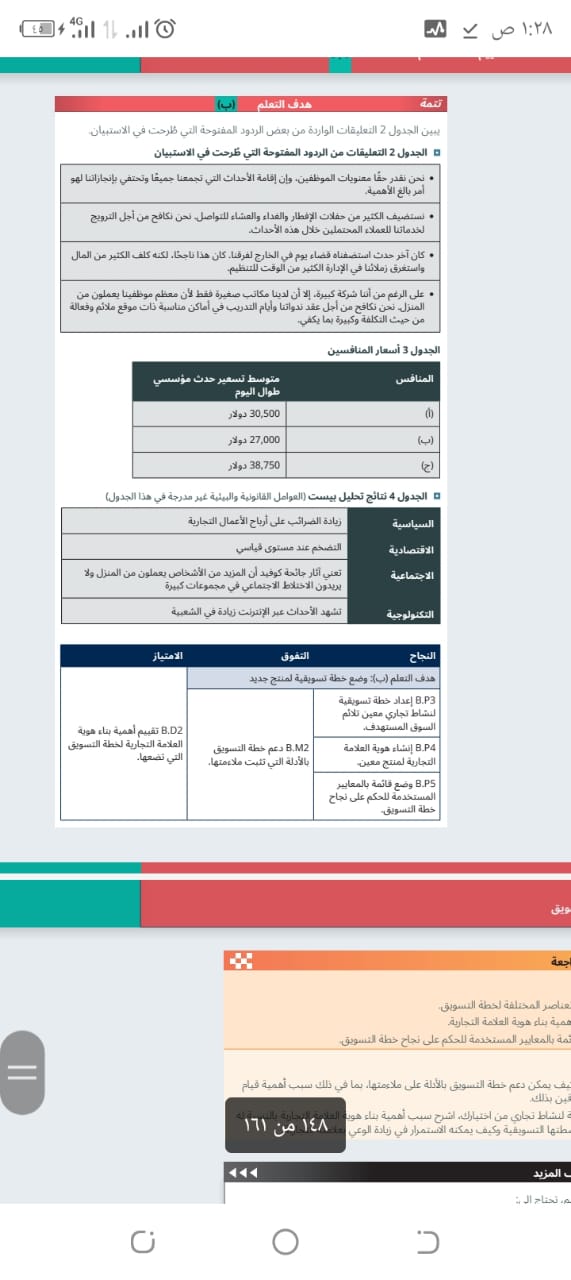 ١:٢٨ ص
4G
تتمة
هدف التعلم (ب)
يبين الجدول 2 التعليقات الواردة من بعض الردود المفتوحة التي طُرحت في الاستبيان.
الجدول 2 التعليقات من الردود المفتوحة التي طُرحت في الاستبيان
• نحن نقدر حقًا معنويات الموظفين، وإن إقامة الأحداث التي تجمعنا جميعًا وتحتفي بإنجازاتنا لهو
أمر بالغ الأهمية.
• نستضيف الكثير من حفلات الإفطار والغداء والعشاء للتواصل. نحن نكافح من أجل الترويج
لخدماتنا للعملاء المحتملين خلال هذه الأحداث.
• كان آخر حدث استضفناه قضاء يوم في الخارج لفرقنا. كان هذا ناجحًا، لكنه كلف الكثير من المال
واستغرق زملائنا في الإدارة الكثير من الوقت للتنظيم.
• على الرغم من أننا شركة كبيرة، إلا أن لدينا مكاتب صغيرة فقط لأن معظم موظفينا يعملون من
المنزل. نحن نكافح من أجل عقد ندواتنا وأيام التدريب في أماكن مناسبة ذات موقع ملائم وفعالة
من حيث التكلفة وكبيرة بما يكفي.
الجدول 3 أسعار المنافسين
المنافس
متوسط تسعير حدث مؤسسي
طوال اليوم
(أ) 30,500 دولار
(ب) 27,000 دولار
(ج) 38,750 دولار
الجدول 4 نتائج تحليل بيست (العوامل القانونية والبيئية غير مدرجة في هذا الجدول)
السياسية
زيادة الضرائب على أرباح الأعمال التجارية
الاقتصادية
التضخم عند مستوى قياسي
الاجتماعية
تعني آثار جائحة كوفيد أن المزيد من الأشخاص يعملون من المنزل ولا
يريدون الاختلاط الاجتماعي في مجموعات كبيرة
التكنولوجية
تشهد الأحداث عبر الإنترنت زيادة في الشعبية
النجاح التفوق الامتياز
هدف التعلم (ب): وضع خطة تسويقية لمنتج جديد
B.P3 إعداد خطة تسويقية
لنشاط تجاري معين تلائم
السوق المستهدف.
B.P4 إنشاء هوية العلامة
التجارية لمنتج معين.
B.P5 وضع قائمة بالمعايير
المستخدمة للحكم على نجاح
خطة التسويق.
B.M2 دعم خطة التسويق
بالأدلة التي تثبت ملاءمتها.
B.D2 تقييم أهمية بناء هوية
العلامة التجارية لخطة التسويق
التي تضعها.
المختلفة لخطة التسويق.
بناء هوية العلامة التجارية.
بالمعايير المستخدمة للحكم على نجاح خطة التسويق.
يمكن دعم خطة التسويق بالأدلة على ملاءمتها، بما في ذلك سبب أهمية قيام
بذلك.
لنشاط تجاري من اختيارك، اشرح سبب أهمية بناء هوية
التسويقية وكيف يمكنه الاستمرار في زيادة الوعي
١٤٨ من ١٦١
المزيد
تحتاج إلى: